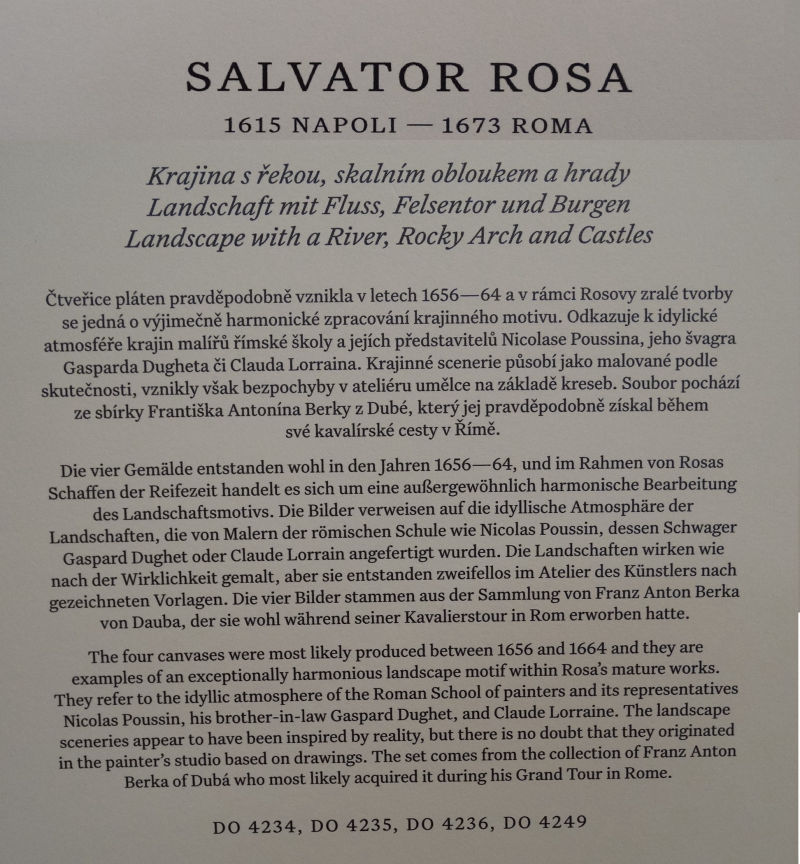 SALVATOR ROSA
1615 NAPOLI — 1673 ROMA
Krajina s řekou, skalním obloukem a hrady
Landschaft mit Fluss, Felsentor und Burgen
Landscape with a River, Rocky Arch and Castles
Čtveřice pláten pravděpodobně vznikla v letech 1656—64 a v rámci Rosovy zralé tvorby
se jedná o výjimečně harmonické zpracování krajinného motivu. Odkazuje k idylické
atmosféře krajin malířů římské školy a jejích představitelů Nicolase Poussina, jeho švagra
Gasparda Dugheta či Clauda Lorraina. Krajinné scenerie působí jako malované podle
skutečnosti, vznikly však bezpochyby v ateliéru umělce na základě kreseb. Soubor pochází
ze sbírky Františka Antonína Berky z Dubé, který jej pravděpodobně získal během
své kavalírské cesty v Římě.
Die vier Gemälde entstanden wohl in den Jahren 1656—64, und im Rahmen von Rosas
Schaffen der Reifezeit handelt es sich um eine außergewöhnlich harmonische Bearbeitung
des Landschaftsmotivs. Die Bilder verweisen auf die idyllische Atmosphäre der
Landschaften, die von Malern der römischen Schule wie Nicolas Poussin, dessen Schwager
Gaspard Dughet oder Claude Lorrain angefertigt wurden. Die Landschaften wirken wie
nach der Wirklichkeit gemalt, aber sie entstanden zweifellos im Atelier des Künstlers nach
gezeichneten Vorlagen. Die vier Bilder stammen aus der Sammlung von Franz Anton Berka
von Dauba, der sie wohl während seiner Kavalierstour in Rom erworben hatte.
The four canvases were most likely produced between 1656 and 1664 and they are
examples of an exceptionally harmonious landscape motif within Rosa's mature works.
They refer to the idyllic atmosphere of the Roman School of painters and its representatives
Nicolas Poussin, his brother-in-law Gaspard Dughet, and Claude Lorraine. The landscape
sceneries appear to have been inspired by reality, but there is no doubt that they originated
in the painter's studio based on drawings. The set comes from the collection of Franz Anton
Berka of Dubá who most likely acquired it during his Grand Tour in Rome.
DO 4234, DO 4235, DO 4236, DO 4249